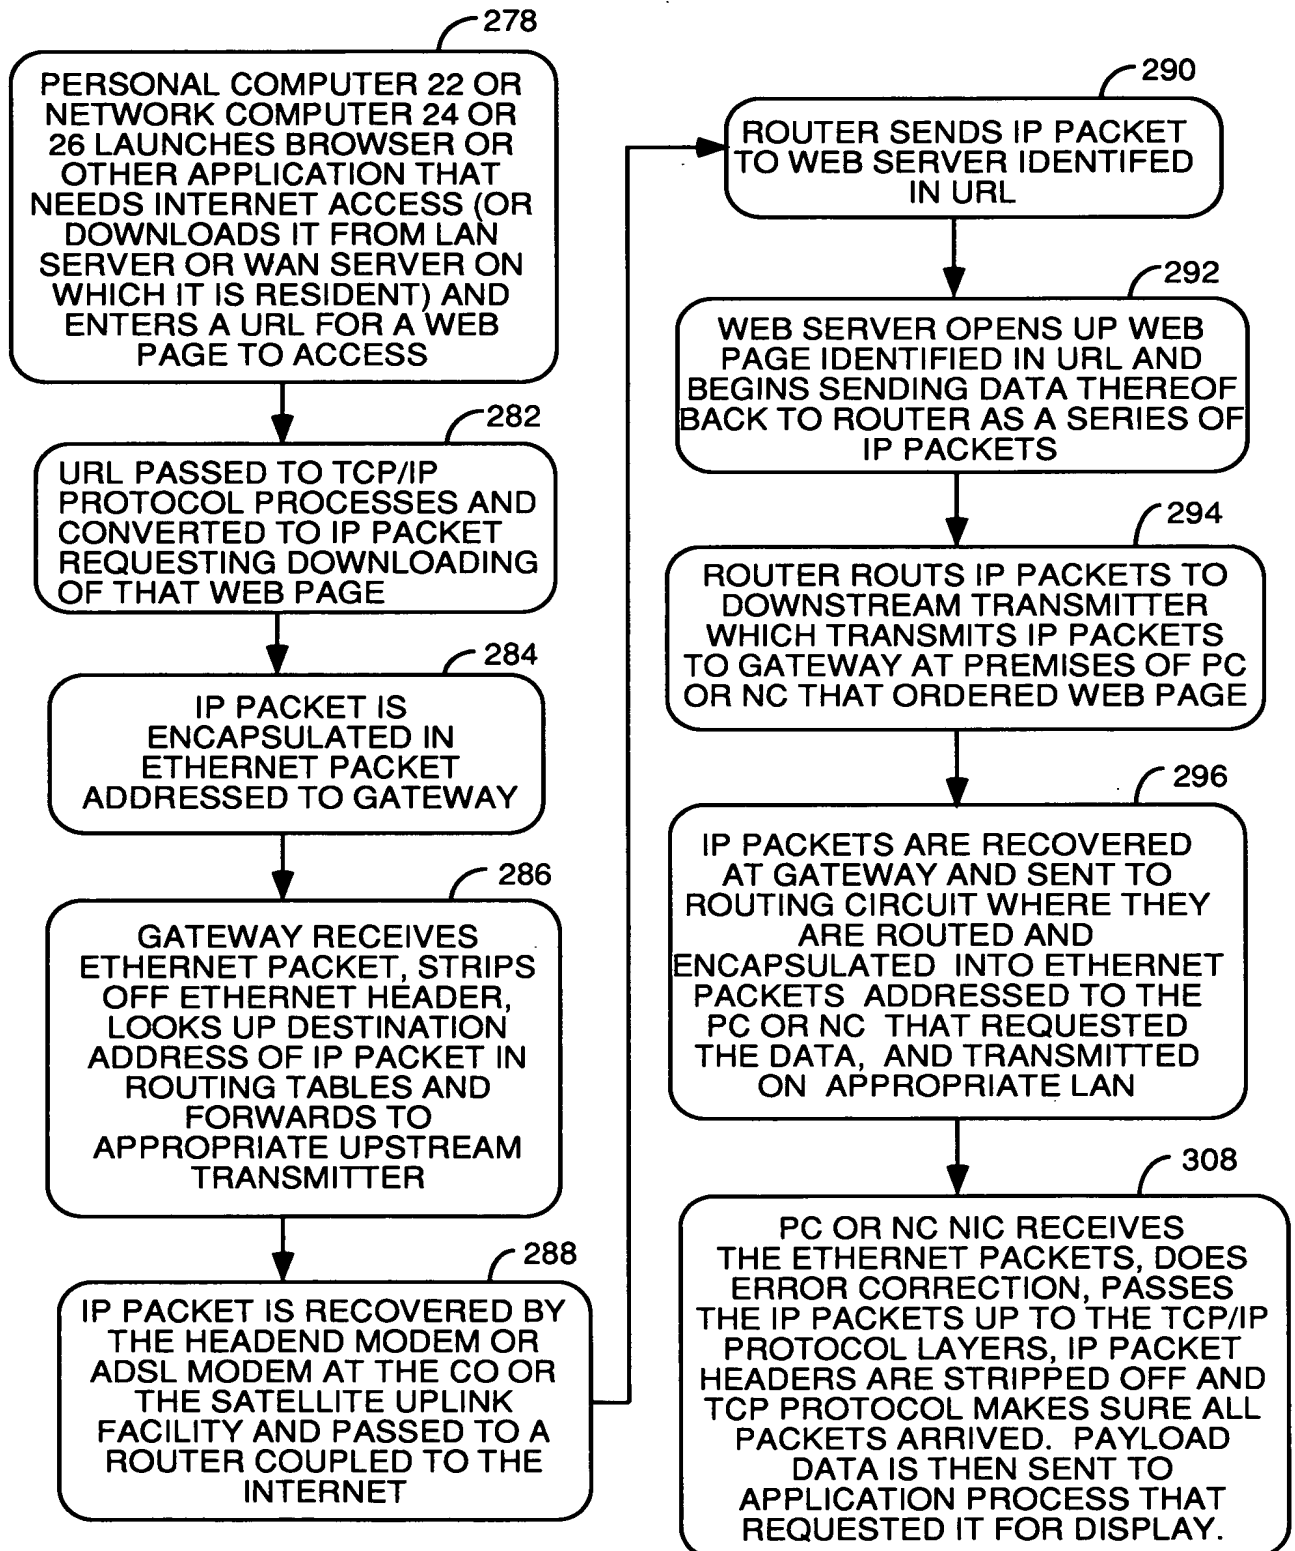 278
PERSONAL COMPUTER 22 OR
NETWORK COMPUTER 24 OR
26 LAUNCHES BROWSER OR
OTHER APPLICATION THAT
NEEDS INTERNET ACCESS (OR
DOWNLOADS IT FROM LAN
SERVER OR WAN SERVER ON
WHICH IT IS RESIDENT) AND
ENTERS A URL FOR A WEB
PAGE TO ACCESS
282
URL PASSED TO TCP/IP
PROTOCOL PROCESSES AND
CONVERTED TO IP PACKET
REQUESTING DOWNLOADING
OF THAT WEB PAGE
284
IP PACKET IS
ENCAPSULATED IN
ETHERNET PACKET
ADDRESSED TO GATEWAY
286
GATEWAY RECEIVES
ETHERNET PACKET, STRIPS
OFF ETHERNET HEADER,
LOOKS UP DESTINATION
ADDRESS OF IP PACKET IN
ROUTING TABLES AND
FORWARDS TO
APPROPRIATE UPSTREAM
TRANSMITTER
288
IP PACKET IS RECOVERED BY
THE HEADEND MODEM OR
ADSL MODEM AT THE CO OR
THE SATELLITE UPLINK
FACILITY AND PASSED TO A
ROUTER COUPLED TO THE
INTERNET
290
ROUTER SENDS IP PACKET
TO WEB SERVER IDENTIFED
IN URL
292
WEB SERVER OPENS UP WEB
PAGE IDENTIFIED IN URL AND
BEGINS SENDING DATA THEREOF
BACK TO ROUTER AS A SERIES OF
IP PACKETS
294
ROUTER ROUTS IP PACKETS TO
DOWNSTREAM TRANSMITTER
WHICH TRANSMITS IP PACKETS
TO GATEWAY AT PREMISES OF PC
OR NC THAT ORDERED WEB PAGE
296
IP PACKETS ARE RECOVERED
AT GATEWAY AND SENT TO
ROUTING CIRCUIT WHERE THEY
ARE ROUTED AND
ENCAPSULATED INTO ETHERNET
PACKETS ADDRESSED TO THE
PC OR NC THAT REQUESTED
THE DATA, AND TRANSMITTED
ON APPROPRIATE LAN
308
PC OR NC NIC RECEIVES
THE ETHERNET PACKETS, DOES
ERROR CORRECTION, PASSES
THE IP PACKETS UP TO THE TCP/IP
PROTOCOL LAYERS, IP PACKET
HEADERS ARE STRIPPED OFF AND
TCP PROTOCOL MAKES SURE ALL
PACKETS ARRIVED. PAYLOAD
DATA IS THEN SENT TO
APPLICATION PROCESS THAT
REQUESTED IT FOR DISPLAY.